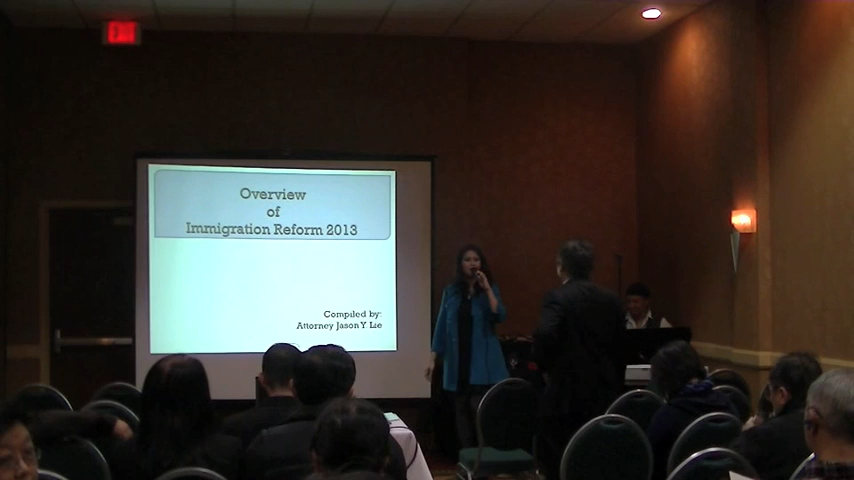 EXIT
Overview
of
Immigration Reform 2013
Compiled by:
Attorney Jason Y. Lie